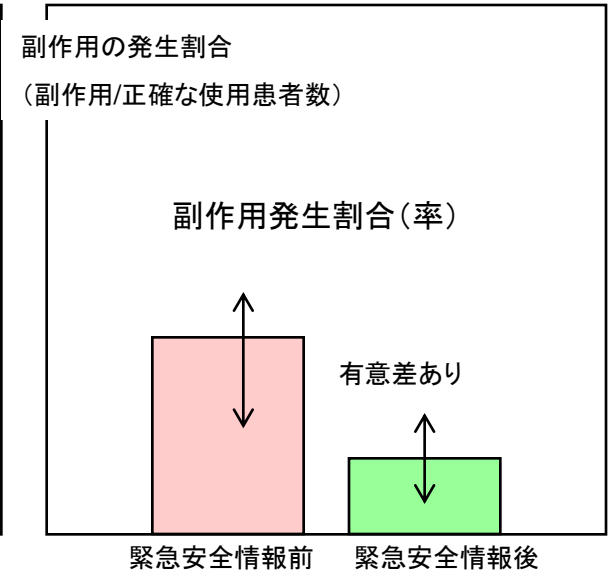 副作用の発生割合
（副作用/正確な使用患者数）
副作用発生割合（率）
有意差あり
緊急安全情報前
緊急安全情報後